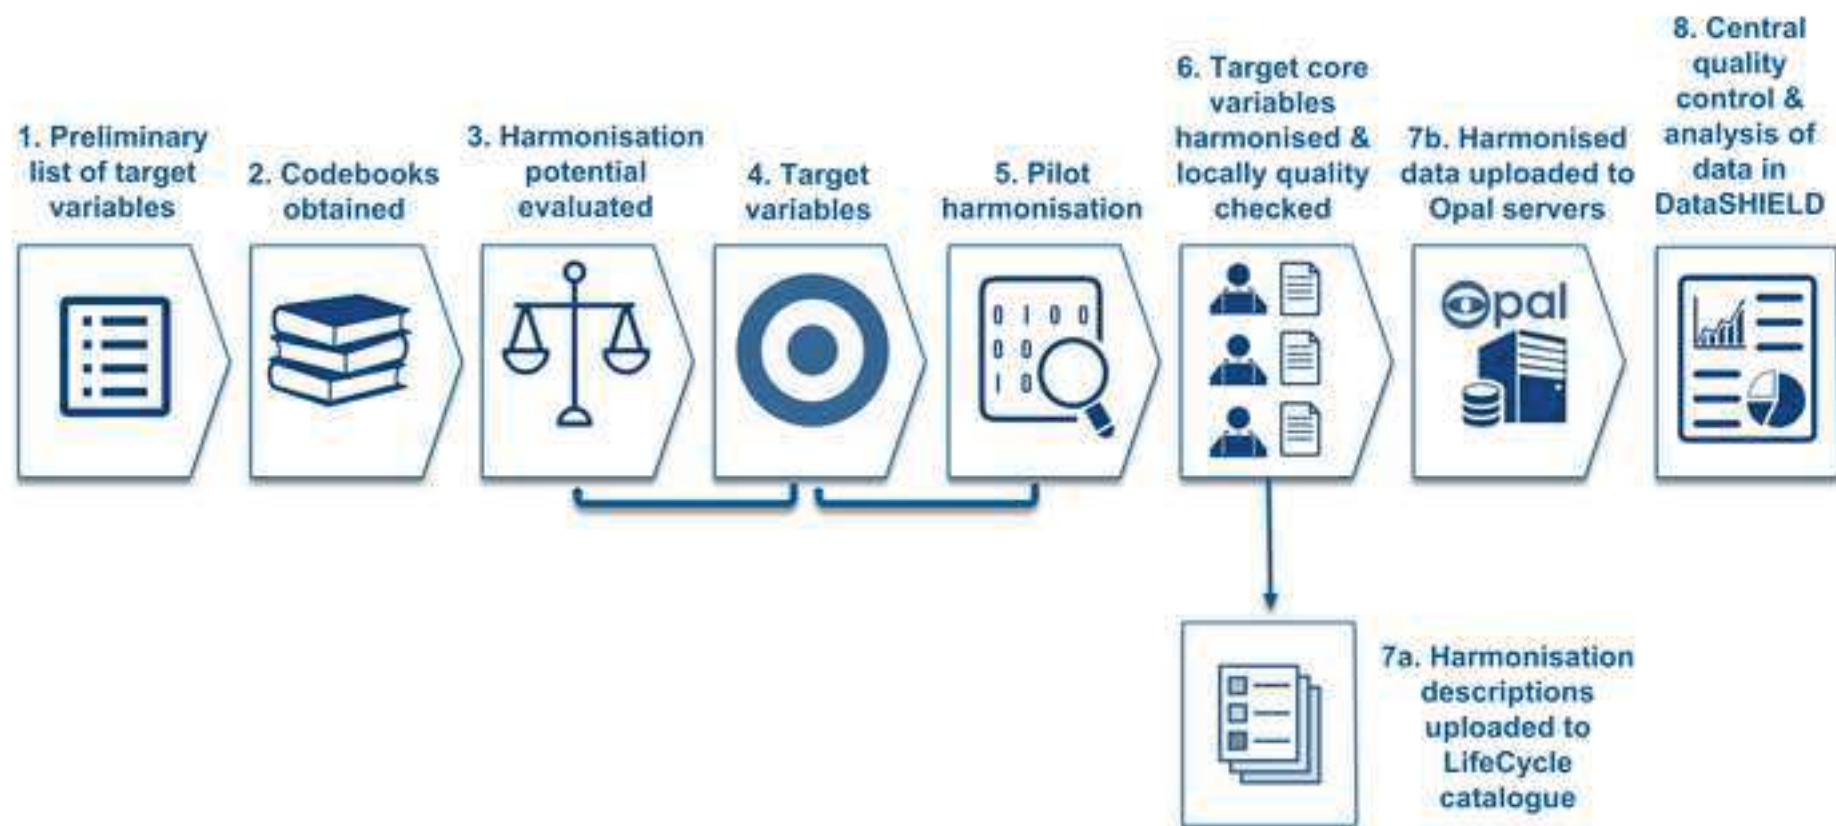 1. Preliminary
list of target
variables
2. Codebooks
obtained
3. Harmonisation
potential
evaluated
4. Target
variables
5. Pilot
harmonisation
6. Target core
variables
harmonised &
locally quality
checked
7b. Harmonised
data uploaded to
Opal servers
8. Central
quality
control &
analysis of
data in
DataSHIELD
0 1 0 0
0 0
1 0
Opal
7a. Harmonisation
descriptions
uploaded to
LifeCycle
catalogue